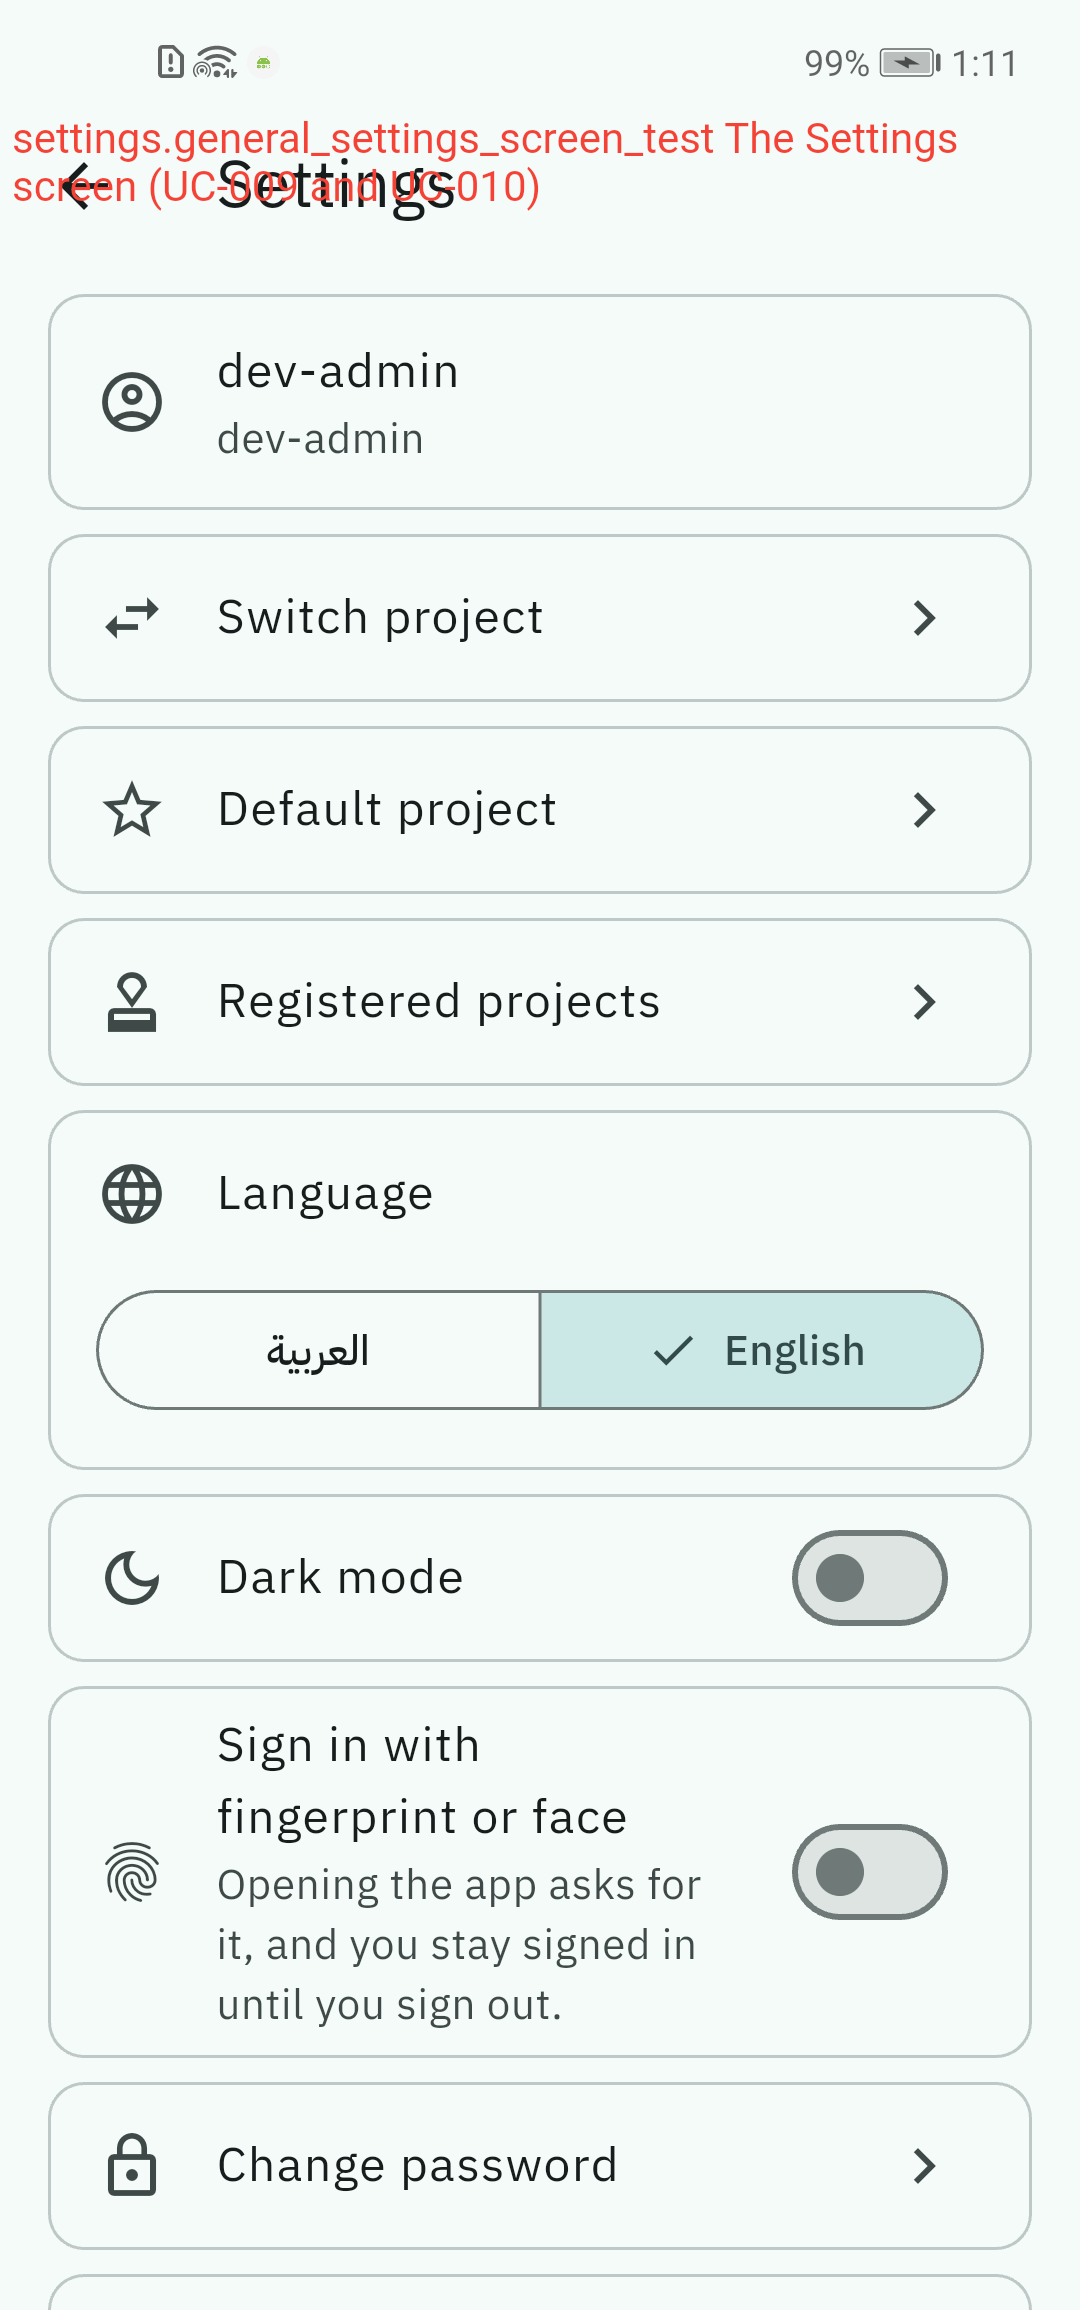 99% 1:11
settings.general_settings_screen_test The Settings
screen (UC-009 and UC-010)
Settings
dev-admin
dev-admin
Switch project
Default project
Registered projects
Language
العربية
English
Dark mode
Sign in with
fingerprint or face
Opening the app asks for
it, and you stay signed in
until you sign out.
Change password